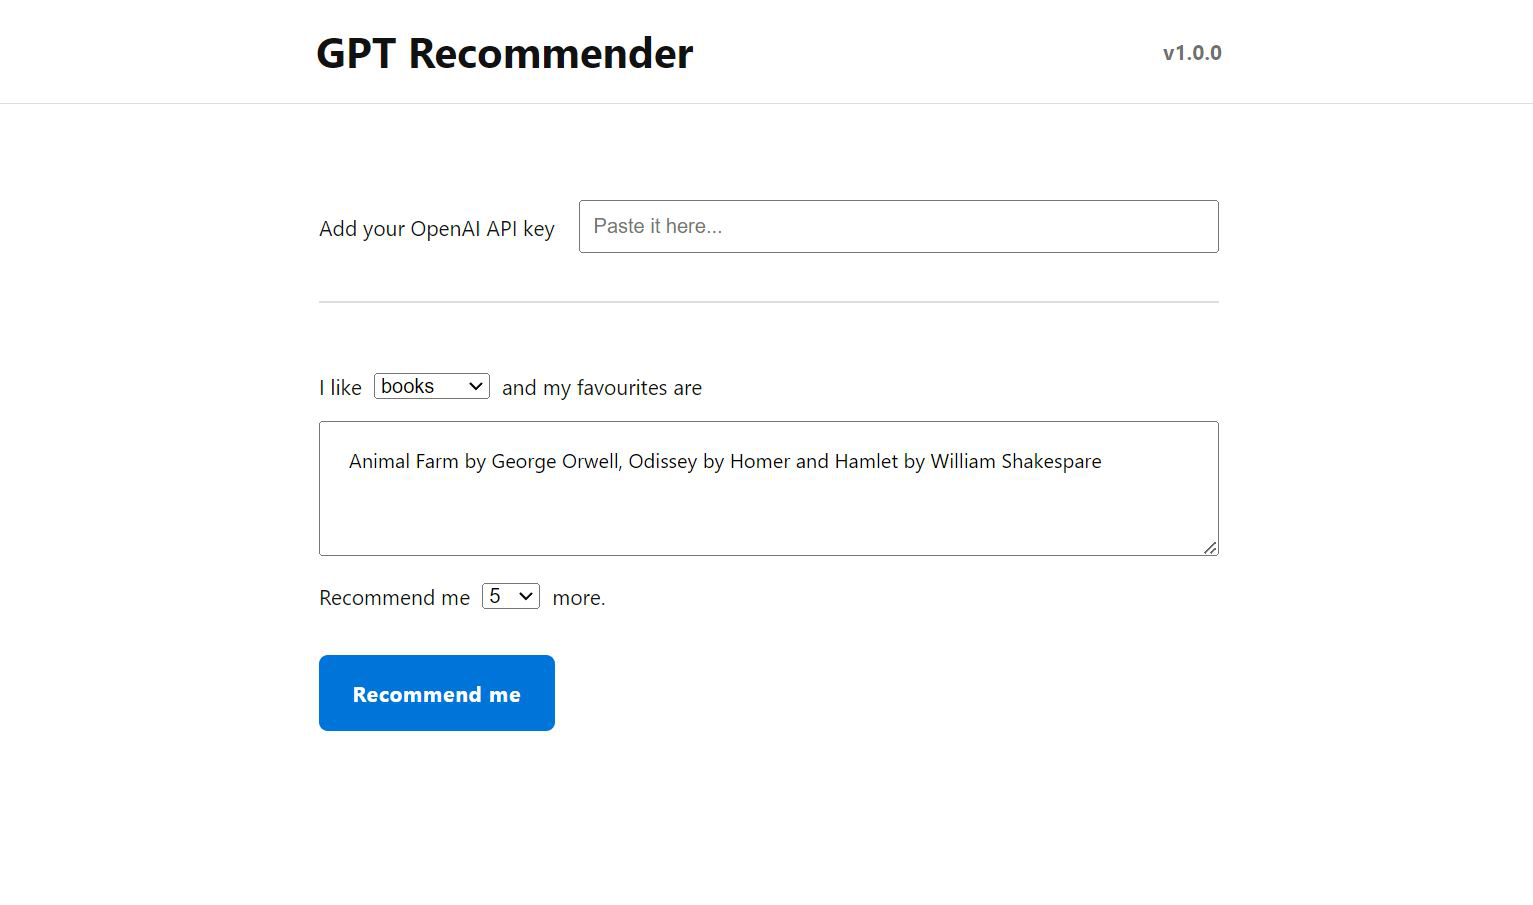 GPT Recommender
v1.0.0
Add your OpenAI API key
Paste it here...
I like books and my favourites are
Animal Farm by George Orwell, Odissey by Homer and Hamlet by William Shakespare
Recommend me 5 more.
Recommend me